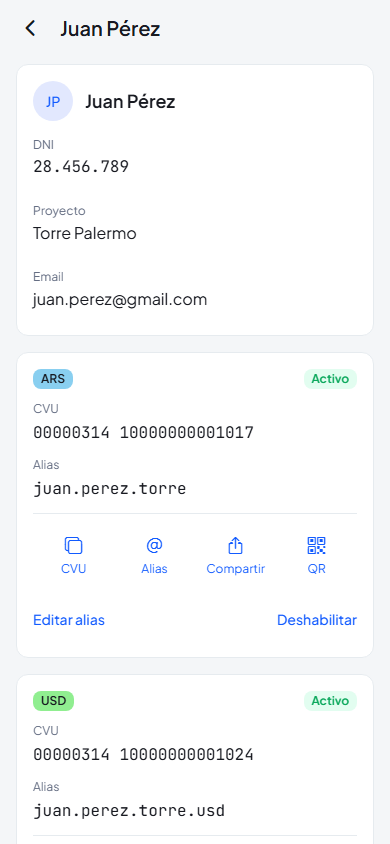 Juan Pérez
JP Juan Pérez
DNI
28.456.789
Proyecto
Torre Palermo
Email
juan.perez@gmail.com
ARS Activo
CVU
00000314 10000000001017
Alias
juan.perez.torre
CVU @ Alias Compartir QR
Editar alias Deshabilitar
USD Activo
CVU
00000314 10000000001024
Alias
juan.perez.torre.usd